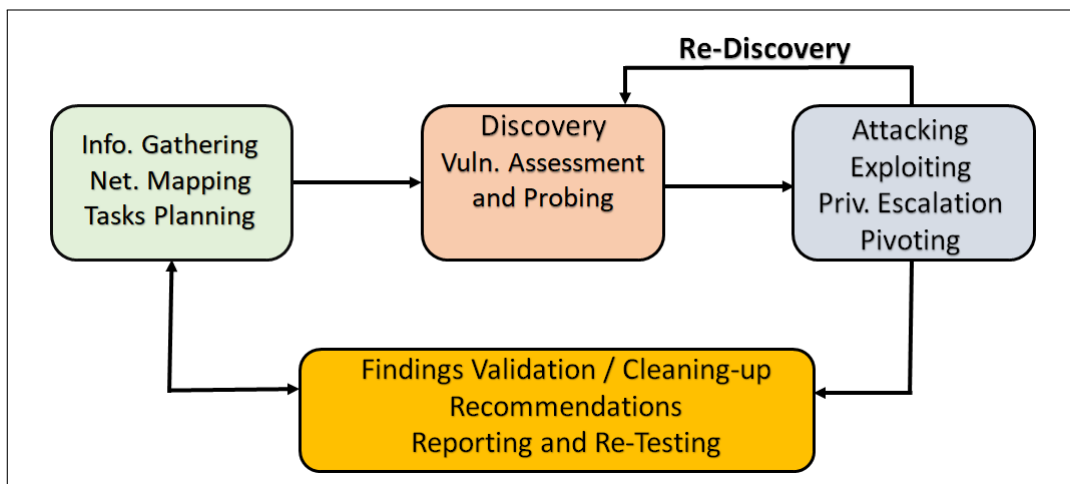 Re-Discovery
Info. Gathering
Net. Mapping
Tasks Planning
Discovery
Vuln. Assessment
and Probing
Attacking
Exploiting
Priv. Escalation
Pivoting
Findings Validation / Cleaning-up
Recommendations
Reporting and Re-Testing